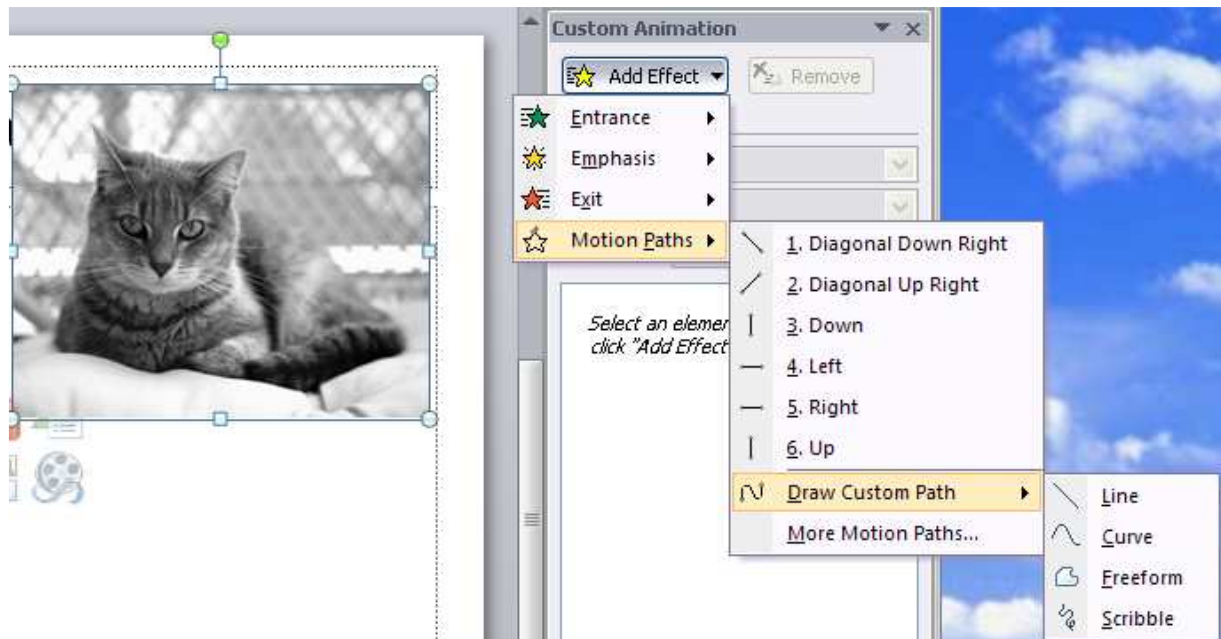 Custom Animation
Add Effect
Remove
Entrance
Emphasis
Exit
Motion Paths
1. Diagonal Down Right
2. Diagonal Up Right
3. Down
4. Left
5. Right
6. Up
Draw Custom Path
More Motion Paths...
Line
Curve
Freeform
Scribble
Select an
click "Add Effect